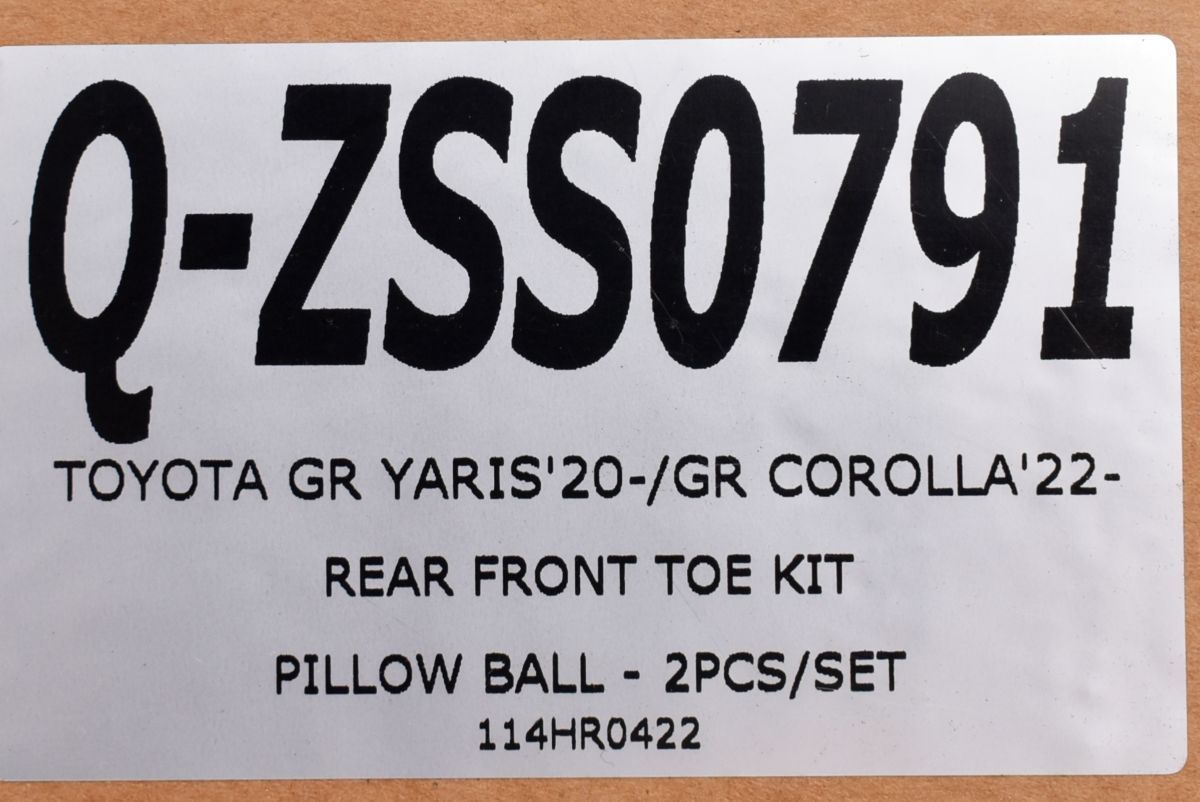 Q-ZSS0791
TOYOTA GR YARIS'20-/GR COROLLA'22-
REAR FRONT TOE KIT
PILLOW BALL - 2PCS/SET
114HR0422